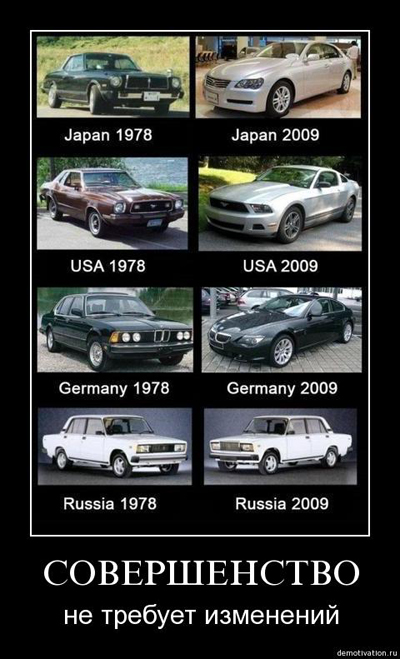 Japan 1978
Japan 2009
USA 1978
USA 2009
Germany 1978
Germany 2009
Russia 1978
Russia 2009
СОВЕРШЕНСТВО
не требует изменений
demotivation.ru